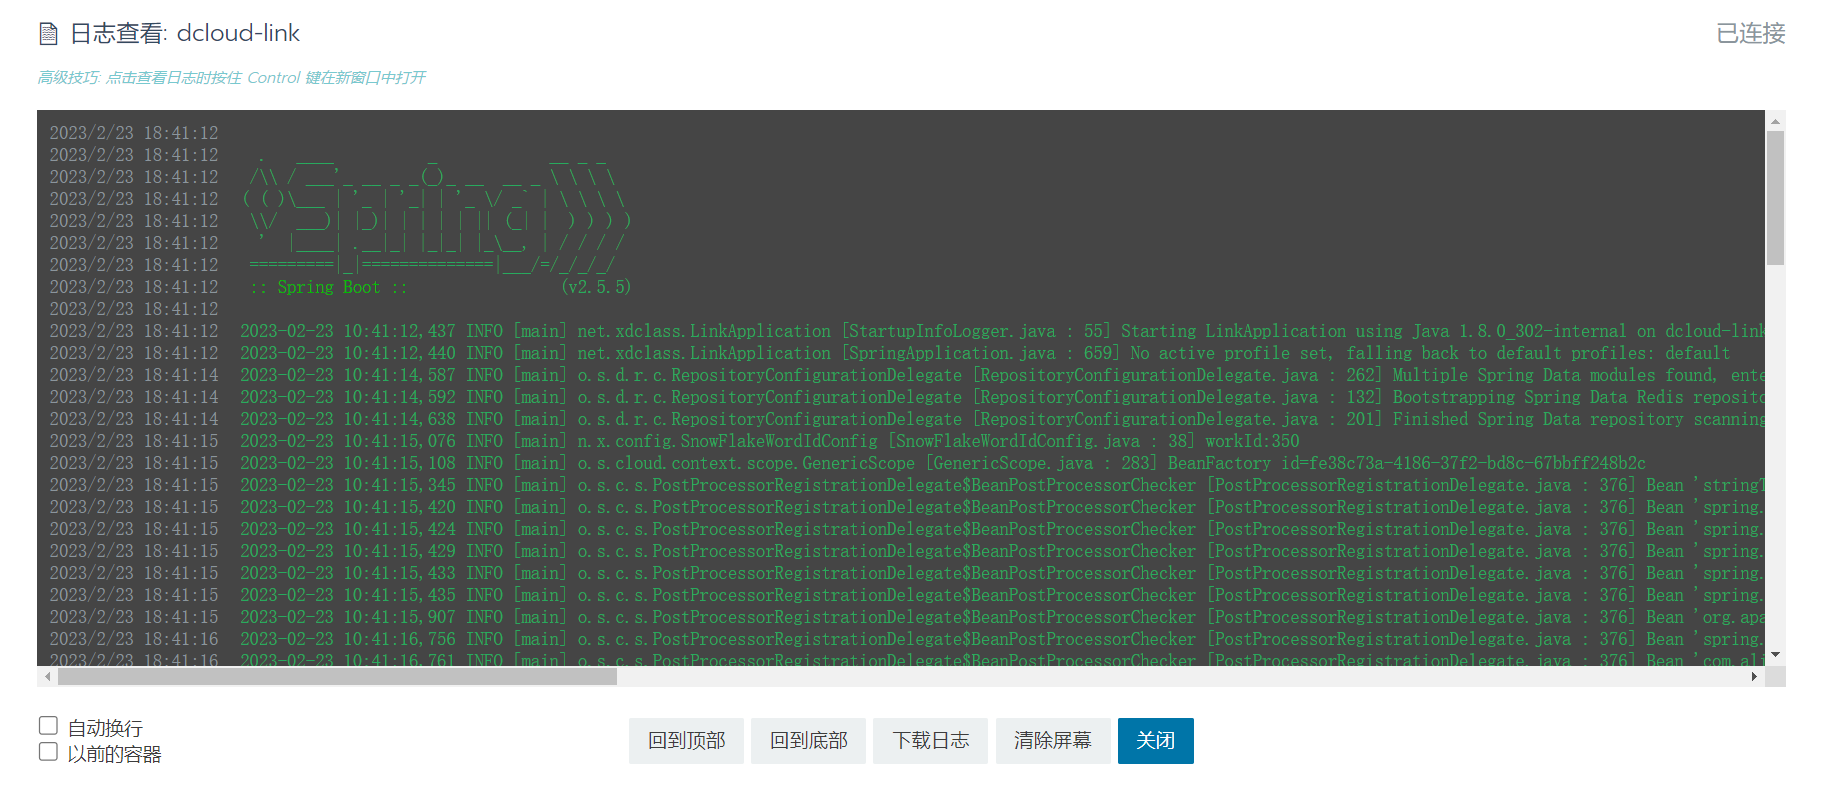 日志查看: dcloud-link
已连接
高级技巧: 点击查看日志时按住 Control 键在新窗口中打开
2023/2/23 18:41:12
2023/2/23 18:41:12   .   ____          _            __ _ _
2023/2/23 18:41:12  /\\ / ___'_ __ _ _(_)_ __  __ _ \ \ \ \
2023/2/23 18:41:12 ( ( )\___ | '_ | '_| | '_ \/ _` | \ \ \ \
2023/2/23 18:41:12  \\/  ___)| |_)| | | | | || (_| |  ) ) ) )
2023/2/23 18:41:12   '  |____| .__|_| |_|_| |_\__, | / / / /
2023/2/23 18:41:12  =========|_|==============|___/=/_/_/_/
2023/2/23 18:41:12  :: Spring Boot ::                (v2.5.5)
2023/2/23 18:41:12
2023/2/23 18:41:12 2023-02-23 10:41:12,437 INFO [main] net.xdclass.LinkApplication [StartupInfoLogger.java : 55] Starting LinkApplication using Java 1.8.0_302-internal on dcloud-link
2023/2/23 18:41:12 2023-02-23 10:41:12,440 INFO [main] net.xdclass.LinkApplication [SpringApplication.java : 659] No active profile set, falling back to default profiles: default
2023/2/23 18:41:14 2023-02-23 10:41:14,587 INFO [main] o.s.d.r.c.RepositoryConfigurationDelegate [RepositoryConfigurationDelegate.java : 262] Multiple Spring Data modules found, ente
2023/2/23 18:41:14 2023-02-23 10:41:14,592 INFO [main] o.s.d.r.c.RepositoryConfigurationDelegate [RepositoryConfigurationDelegate.java : 132] Bootstrapping Spring Data Redis reposito
2023/2/23 18:41:14 2023-02-23 10:41:14,638 INFO [main] o.s.d.r.c.RepositoryConfigurationDelegate [RepositoryConfigurationDelegate.java : 201] Finished Spring Data repository scanning
2023/2/23 18:41:15 2023-02-23 10:41:15,076 INFO [main] n.x.config.SnowFlakeWordIdConfig [SnowFlakeWordIdConfig.java : 38] workId:350
2023/2/23 18:41:15 2023-02-23 10:41:15,108 INFO [main] o.s.cloud.context.scope.GenericScope [GenericScope.java : 283] BeanFactory id=fe38c73a-4186-37f2-bd8c-67bbff248b2c
2023/2/23 18:41:15 2023-02-23 10:41:15,345 INFO [main] o.s.c.s.PostProcessorRegistrationDelegate$BeanPostProcessorChecker [PostProcessorRegistrationDelegate.java : 376] Bean 'stringT
2023/2/23 18:41:15 2023-02-23 10:41:15,420 INFO [main] o.s.c.s.PostProcessorRegistrationDelegate$BeanPostProcessorChecker [PostProcessorRegistrationDelegate.java : 376] Bean 'spring.
2023/2/23 18:41:15 2023-02-23 10:41:15,424 INFO [main] o.s.c.s.PostProcessorRegistrationDelegate$BeanPostProcessorChecker [PostProcessorRegistrationDelegate.java : 376] Bean 'spring.
2023/2/23 18:41:15 2023-02-23 10:41:15,429 INFO [main] o.s.c.s.PostProcessorRegistrationDelegate$BeanPostProcessorChecker [PostProcessorRegistrationDelegate.java : 376] Bean 'spring.
2023/2/23 18:41:15 2023-02-23 10:41:15,433 INFO [main] o.s.c.s.PostProcessorRegistrationDelegate$BeanPostProcessorChecker [PostProcessorRegistrationDelegate.java : 376] Bean 'spring.
2023/2/23 18:41:15 2023-02-23 10:41:15,435 INFO [main] o.s.c.s.PostProcessorRegistrationDelegate$BeanPostProcessorChecker [PostProcessorRegistrationDelegate.java : 376] Bean 'spring.
2023/2/23 18:41:15 2023-02-23 10:41:15,907 INFO [main] o.s.c.s.PostProcessorRegistrationDelegate$BeanPostProcessorChecker [PostProcessorRegistrationDelegate.java : 376] Bean 'org.apa
2023/2/23 18:41:16 2023-02-23 10:41:16,756 INFO [main] o.s.c.s.PostProcessorRegistrationDelegate$BeanPostProcessorChecker [PostProcessorRegistrationDelegate.java : 376] Bean 'spring.
2023/2/23 18:41:16 2023-02-23 10:41:16,761 INFO [main] o.s.c.s.PostProcessorRegistrationDelegate$BeanPostProcessorChecker [PostProcessorRegistrationDelegate.java : 376] Bean 'com.ali
自动换行
以前的容器
回到顶部 回到底部 下载日志 清除屏幕 关闭